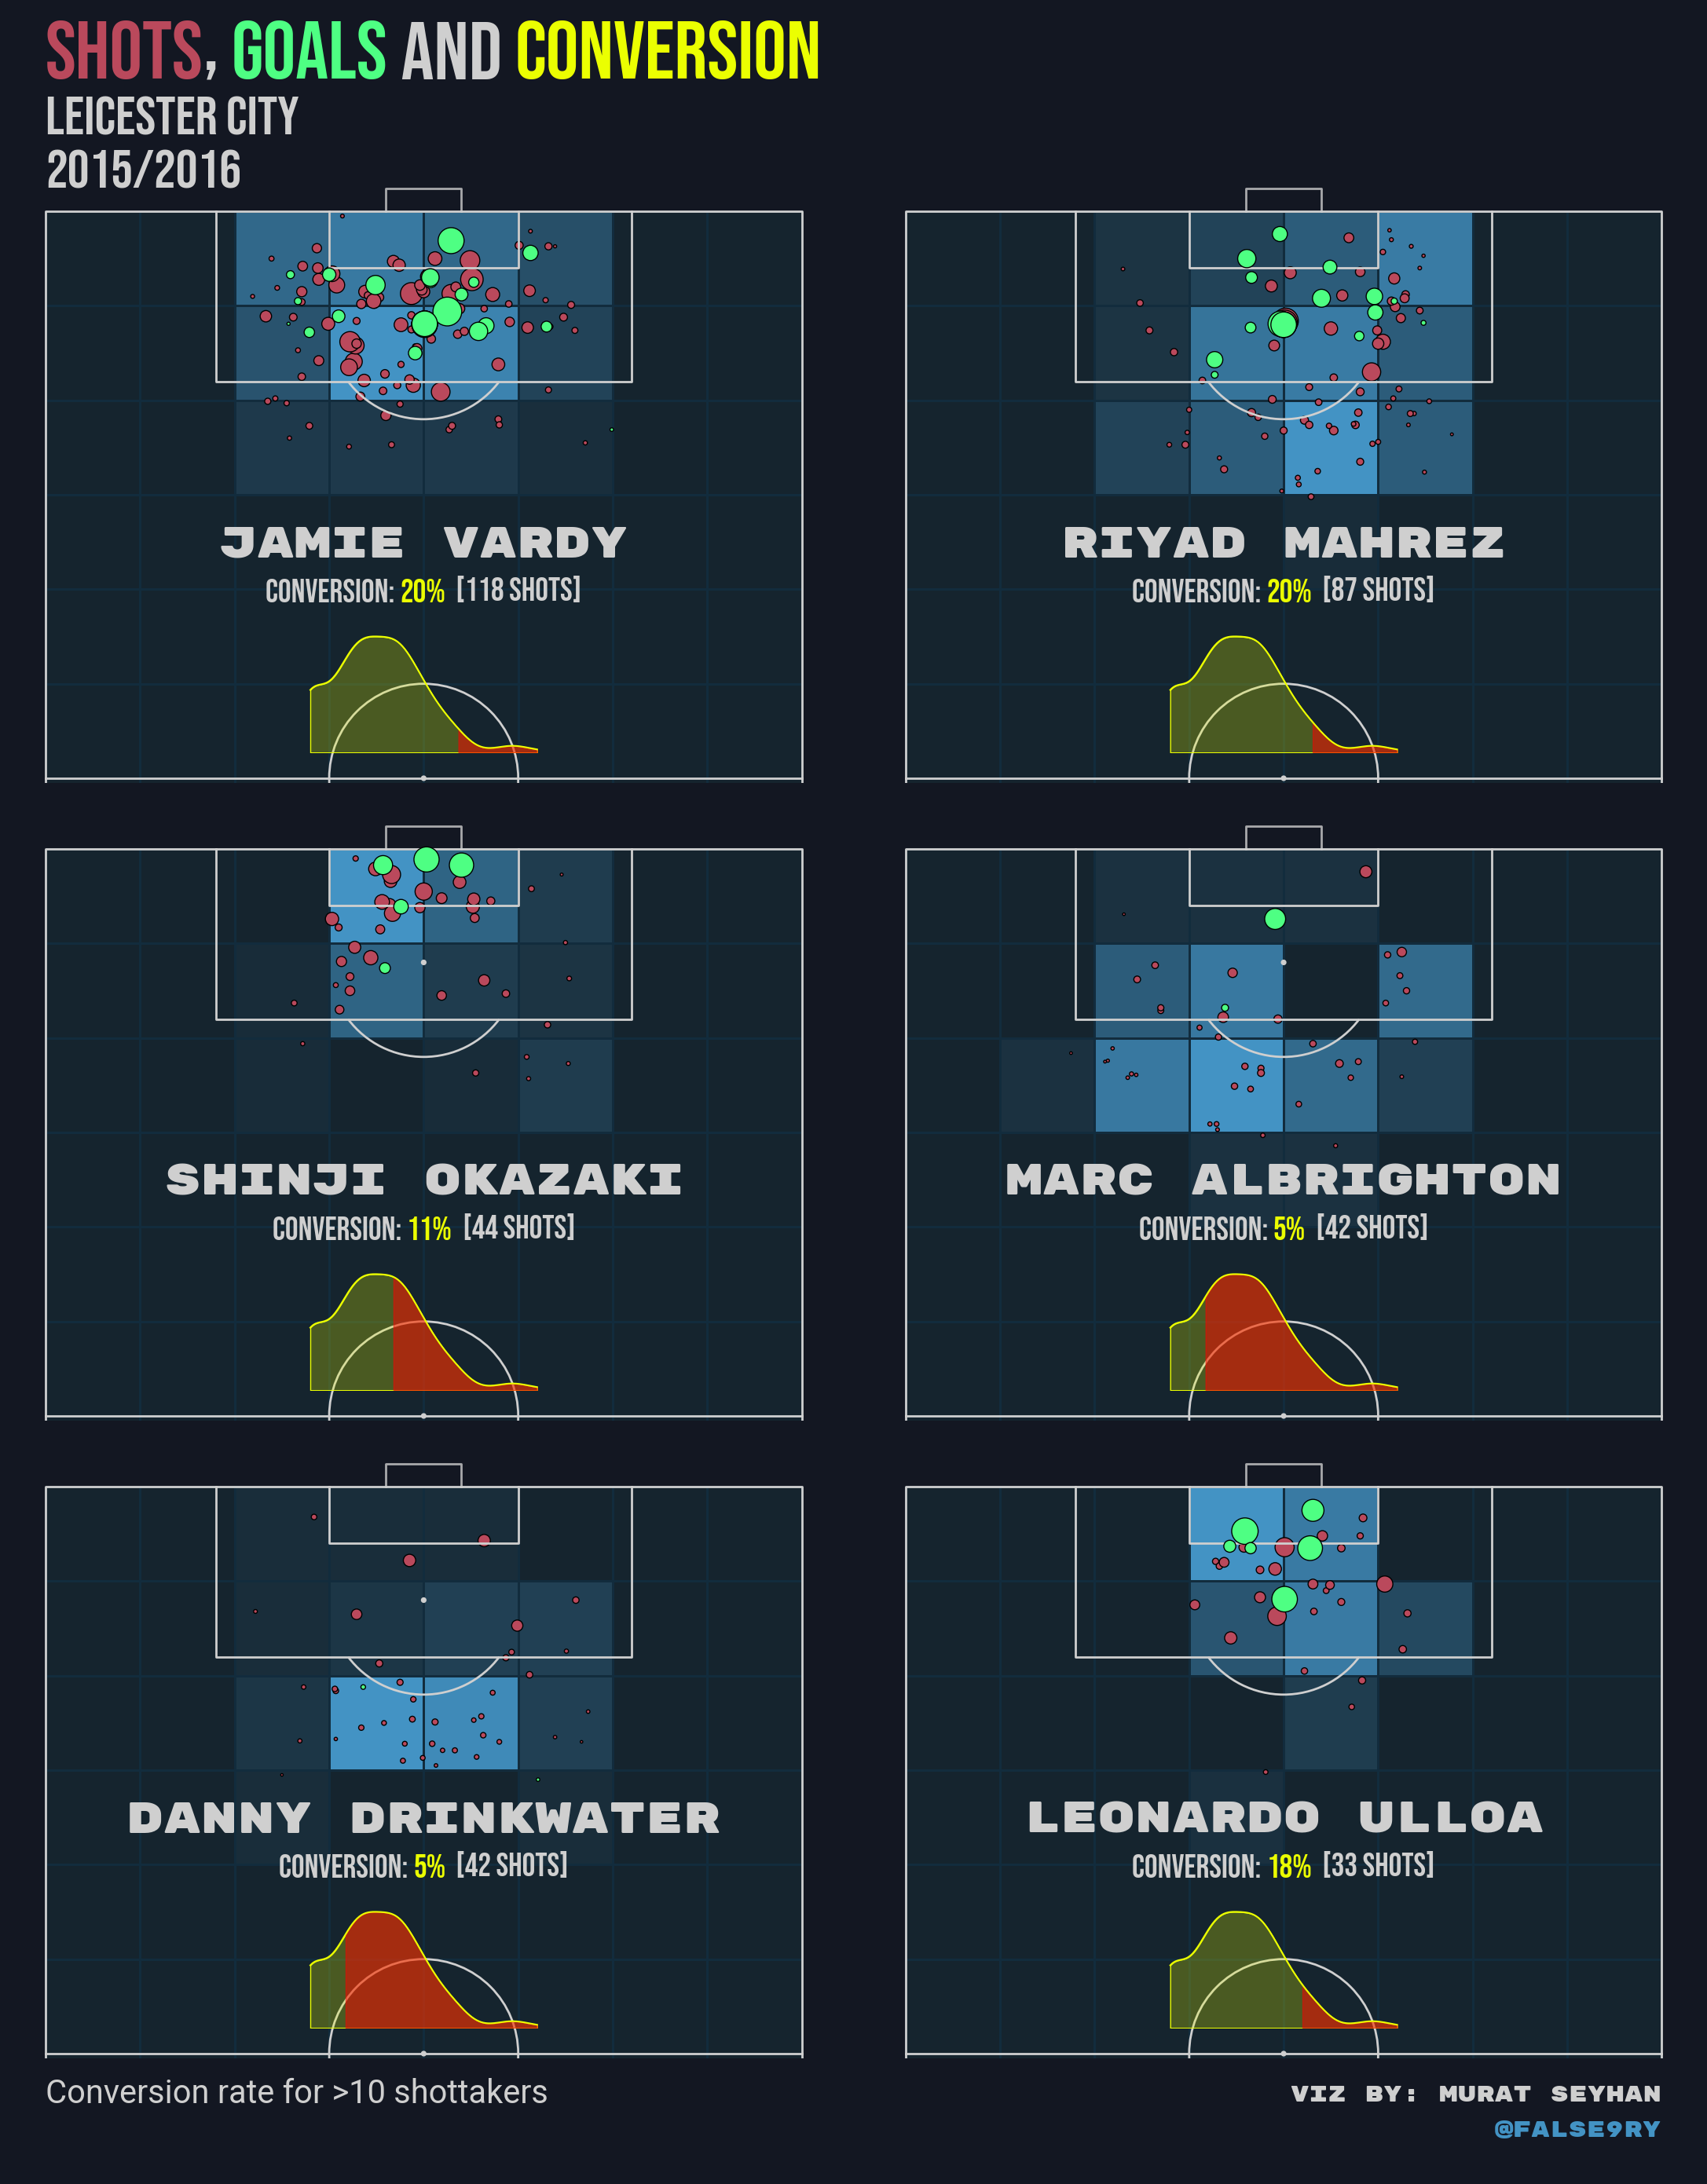 SHOTS, GOALS AND CONVERSION
LEICESTER CITY
2015/2016
JAMIE VARDY
CONVERSION: 20% [118 SHOTS]
RIYAD MAHREZ
CONVERSION: 20% [87 SHOTS]
SHINJI OKAZAKI
CONVERSION: 11% [44 SHOTS]
MARC ALBRIGHTON
CONVERSION: 5% [42 SHOTS]
DANNY DRINKWATER
CONVERSION: 5% [42 SHOTS]
LEONARDO ULLOA
CONVERSION: 18% [33 SHOTS]
Conversion rate for >10 shottakers
VIZ BY: MURAT SEYHAN
@FALSE9RY